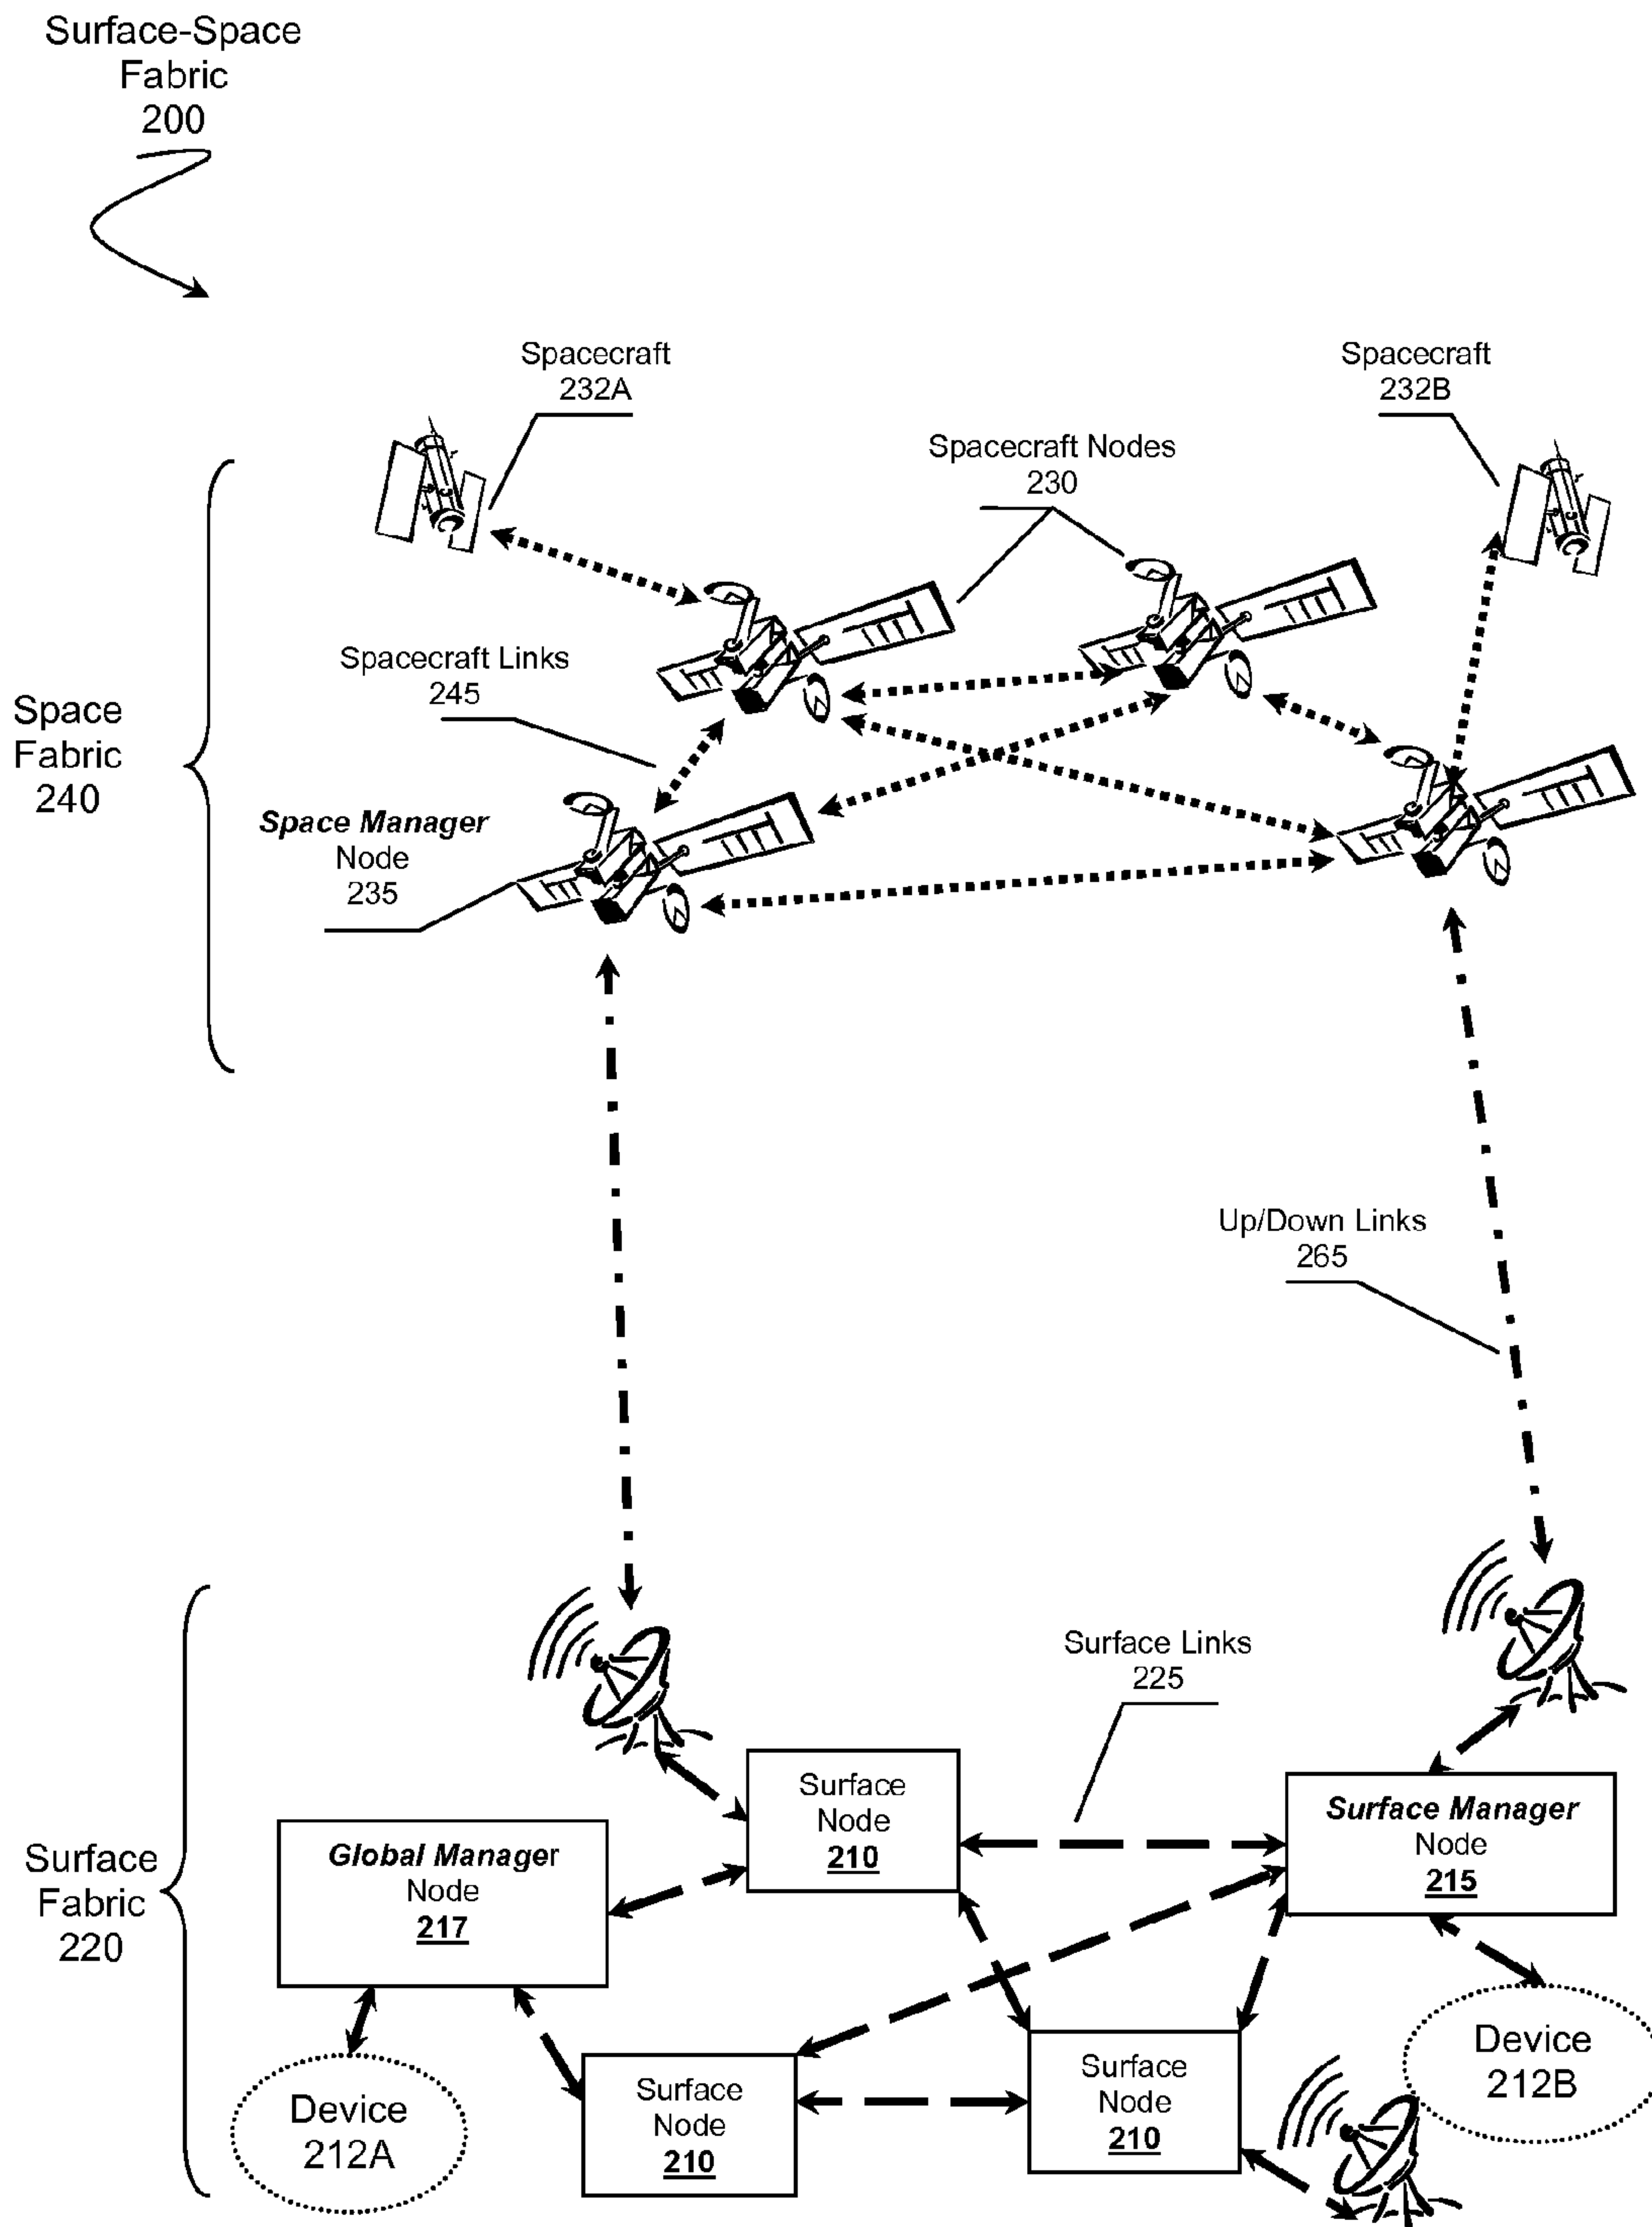 Surface-Space
Fabric
200
Spacecraft
232A
Spacecraft
232B
Spacecraft Nodes
230
Spacecraft Links
245
Space
Fabric
240
Space Manager
Node
235
Up/Down Links
265
Surface Links
225
Surface
Node
210
Surface Manager
Node
215
Global Manager
Node
217
Surface
Fabric
220
Device
212B
Surface
Node
210
Surface
Node
210
Device
212A